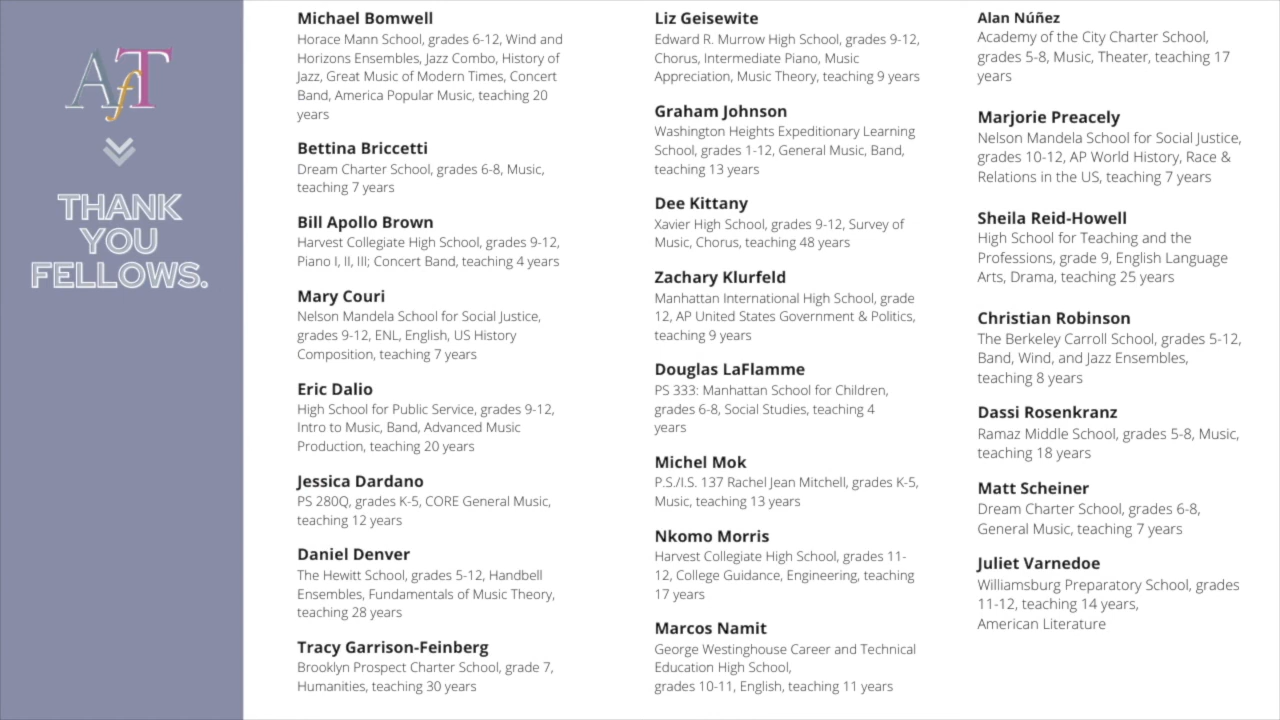 AfT
THANK
YOU
FELLOWS.
Michael Bomwell
Horace Mann School, grades 6-12, Wind and
Horizons Ensembles, Jazz Combo, History of
Jazz, Great Music of Modern Times, Concert
Band, America Popular Music, teaching 20
years
Bettina Briccetti
Dream Charter School, grades 6-8, Music,
teaching 7 years
Bill Apollo Brown
Harvest Collegiate High School, grades 9-12,
Piano I, II, III; Concert Band, teaching 4 years
Mary Couri
Nelson Mandela School for Social Justice,
grades 9-12, ENL, English, US History
Composition, teaching 7 years
Eric Dalio
High School for Public Service, grades 9-12,
Intro to Music, Band, Advanced Music
Production, teaching 20 years
Jessica Dardano
PS 280Q, grades K-5, CORE General Music,
teaching 12 years
Daniel Denver
The Hewitt School, grades 5-12, Handbell
Ensembles, Fundamentals of Music Theory,
teaching 28 years
Tracy Garrison-Feinberg
Brooklyn Prospect Charter School, grade 7,
Humanities, teaching 30 years
Liz Geisewite
Edward R. Murrow High School, grades 9-12,
Chorus, Intermediate Piano, Music
Appreciation, Music Theory, teaching 9 years
Graham Johnson
Washington Heights Expeditionary Learning
School, grades 1-12, General Music, Band,
teaching 13 years
Dee Kittany
Xavier High School, grades 9-12, Survey of
Music, Chorus, teaching 48 years
Zachary Klurfeld
Manhattan International High School, grade
12, AP United States Government & Politics,
teaching 9 years
Douglas LaFlamme
PS 333: Manhattan School for Children,
grades 6-8, Social Studies, teaching 4
years
Michel Mok
P.S./I.S. 137 Rachel Jean Mitchell, grades K-5,
Music, teaching 13 years
Nkomo Morris
Harvest Collegiate High School, grades 11-
12, College Guidance, Engineering, teaching
17 years
Marcos Namit
George Westinghouse Career and Technical
Education High School,
grades 10-11, English, teaching 11 years
Alan Núñez
Academy of the City Charter School,
grades 5-8, Music, Theater, teaching 17
years
Marjorie Preacely
Nelson Mandela School for Social Justice,
grades 10-12, AP World History, Race &
Relations in the US, teaching 7 years
Sheila Reid-Howell
High School for Teaching and the
Professions, grade 9, English Language
Arts, Drama, teaching 25 years
Christian Robinson
The Berkeley Carroll School, grades 5-12,
Band, Wind, and Jazz Ensembles,
teaching 8 years
Dassi Rosenkranz
Ramaz Middle School, grades 5-8, Music,
teaching 18 years
Matt Scheiner
Dream Charter School, grades 6-8,
General Music, teaching 7 years
Juliet Varnedoe
Williamsburg Preparatory School, grades
11-12, teaching 14 years,
American Literature